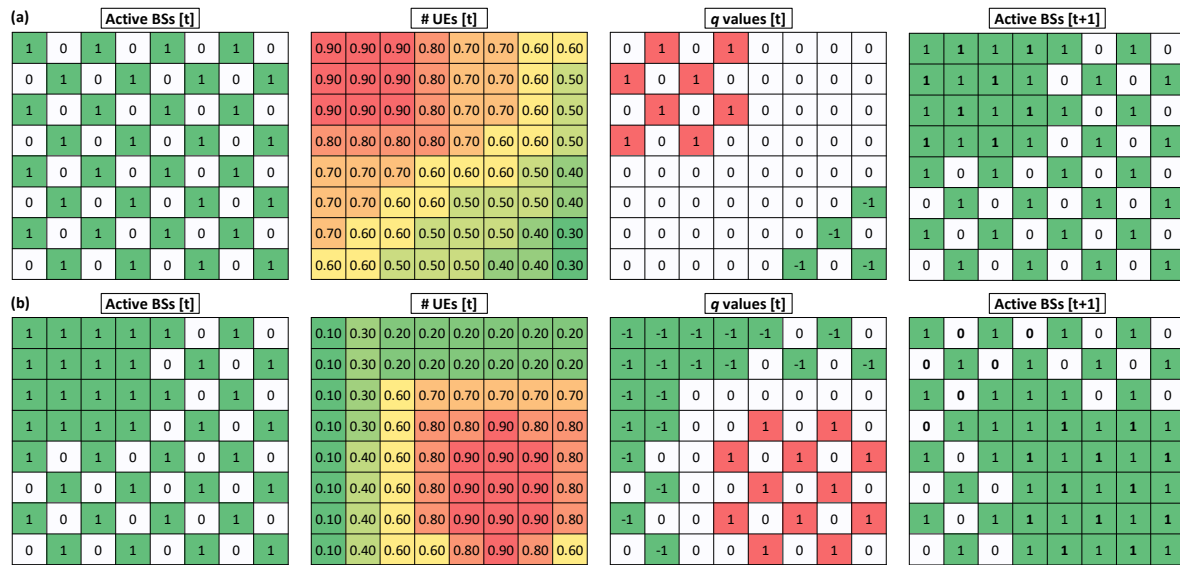 (a) Active BSs [t] # UEs [t] q values [t] Active BSs [t+1]
1 0 1 0 1 0 1 0 0.90 0.90 0.90 0.80 0.70 0.70 0.60 0.60 0 1 0 1 0 0 0 0 1 1 1 1 1 0 1 0
0 1 0 1 0 1 0 1 0.90 0.90 0.90 0.80 0.70 0.70 0.60 0.50 1 0 1 0 0 0 0 0 1 1 1 1 0 1 0 1
1 0 1 0 1 0 1 0 0.90 0.90 0.90 0.80 0.70 0.70 0.60 0.50 0 1 0 1 0 0 0 0 1 1 1 1 1 0 1 0
0 1 0 1 0 1 0 1 0.80 0.80 0.80 0.80 0.70 0.60 0.60 0.50 1 0 1 0 0 0 0 0 1 1 1 1 0 1 0 1
1 0 1 0 1 0 1 0 0.70 0.70 0.70 0.60 0.60 0.60 0.50 0.40 0 0 0 0 0 0 0 0 1 0 1 0 1 0 1 0
0 1 0 1 0 1 0 1 0.70 0.70 0.60 0.60 0.50 0.50 0.50 0.40 0 0 0 0 0 0 0 -1 0 1 0 1 0 1 0 1
1 0 1 0 1 0 1 0 0.70 0.60 0.60 0.50 0.50 0.50 0.40 0.30 0 0 0 0 0 0 -1 0 1 0 1 0 1 0 1 0
0 1 0 1 0 1 0 1 0.60 0.60 0.50 0.50 0.50 0.40 0.40 0.30 0 0 0 0 0 -1 0 -1 0 1 0 1 0 1 0 1
(b) Active BSs [t] # UEs [t] q values [t] Active BSs [t+1]
1 1 1 1 1 0 1 0 0.10 0.30 0.20 0.20 0.20 0.20 0.20 0.20 -1 -1 -1 -1 -1 0 -1 0 1 0 1 0 1 0 1 0
1 1 1 1 0 1 0 1 0.10 0.30 0.20 0.20 0.20 0.20 0.20 0.20 -1 -1 -1 -1 0 -1 0 -1 0 1 0 1 0 1 0 1
1 1 1 1 1 0 1 0 0.10 0.30 0.60 0.70 0.70 0.70 0.70 0.70 -1 -1 0 0 0 0 0 0 1 0 1 1 1 0 1 0
1 1 1 1 0 1 0 1 0.10 0.30 0.60 0.80 0.80 0.90 0.80 0.80 -1 -1 0 0 1 0 1 0 0 1 1 1 1 1 1 1
1 0 1 0 1 0 1 0 0.10 0.40 0.60 0.80 0.90 0.90 0.90 0.80 -1 0 0 1 0 1 0 1 1 0 1 1 1 1 1 1
0 1 0 1 0 1 0 1 0.10 0.40 0.60 0.80 0.90 0.90 0.90 0.80 0 -1 0 0 1 0 1 0 0 1 0 1 1 1 1 1
1 0 1 0 1 0 1 0 0.10 0.40 0.60 0.80 0.90 0.90 0.90 0.80 -1 0 0 1 0 1 0 1 1 0 1 1 1 1 1 1
0 1 0 1 0 1 0 1 0.10 0.40 0.60 0.60 0.80 0.90 0.80 0.60 0 -1 0 0 1 0 1 0 0 1 0 1 1 1 1 1